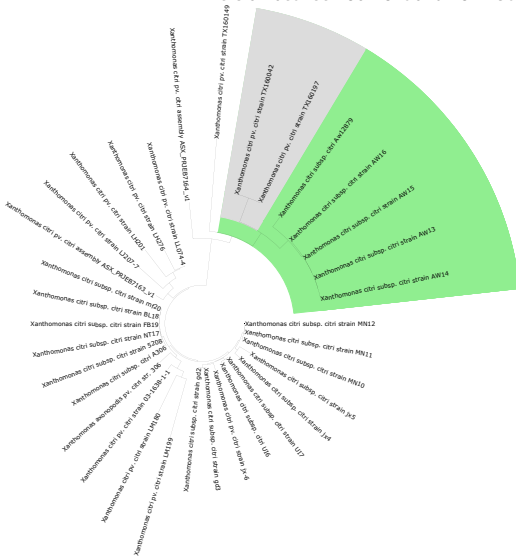 Xanthomonas citri pv. citri strain TX160149
Xanthomonas citri pv. citri strain TX160042
Xanthomonas citri pv. citri strain TX160197
Xanthomonas citri subsp. citri Aw12879
Xanthomonas citri subsp. citri strain AW16
Xanthomonas citri subsp. citri strain AW15
Xanthomonas citri subsp. citri strain AW13
Xanthomonas citri subsp. citri strain AW14
Xanthomonas citri subsp. citri strain MN12
Xanthomonas citri subsp. citri strain MN11
Xanthomonas citri subsp. citri strain MN10
Xanthomonas citri subsp. citri strain Jx5
Xanthomonas citri subsp. citri strain Jx4
Xanthomonas citri subsp. citri strain UI7
Xanthomonas citri subsp. citri UI6
Xanthomonas citri pv. citri strain Jx-6
Xanthomonas citri subsp. citri strain gd3
Xanthomonas citri subsp. citri strain gd2
Xanthomonas citri pv. citri strain LM199
Xanthomonas citri pv. citri strain LM180
Xanthomonas citri pv. citri strain 03-1638-1-1
Xanthomonas axonopodis pv. citri str. 306
Xanthomonas citri subsp. citri A306
Xanthomonas citri subsp. citri strain 5208
Xanthomonas citri subsp. citri strain NT17
Xanthomonas citri subsp. citri strain FB19
Xanthomonas citri subsp. citri strain BL18
Xanthomonas citri subsp. citri strain mf20
Xanthomonas citri pv. citri assembly ASX_PRJEB7163_v1
Xanthomonas citri pv. citri strain LJ207-7
Xanthomonas citri pv. citri strain LH201
Xanthomonas citri pv. citri strain LH276
Xanthomonas citri pv. citri strain LL074-4
Xanthomonas citri pv. citri assembly ASX_PRJEB7164_v1